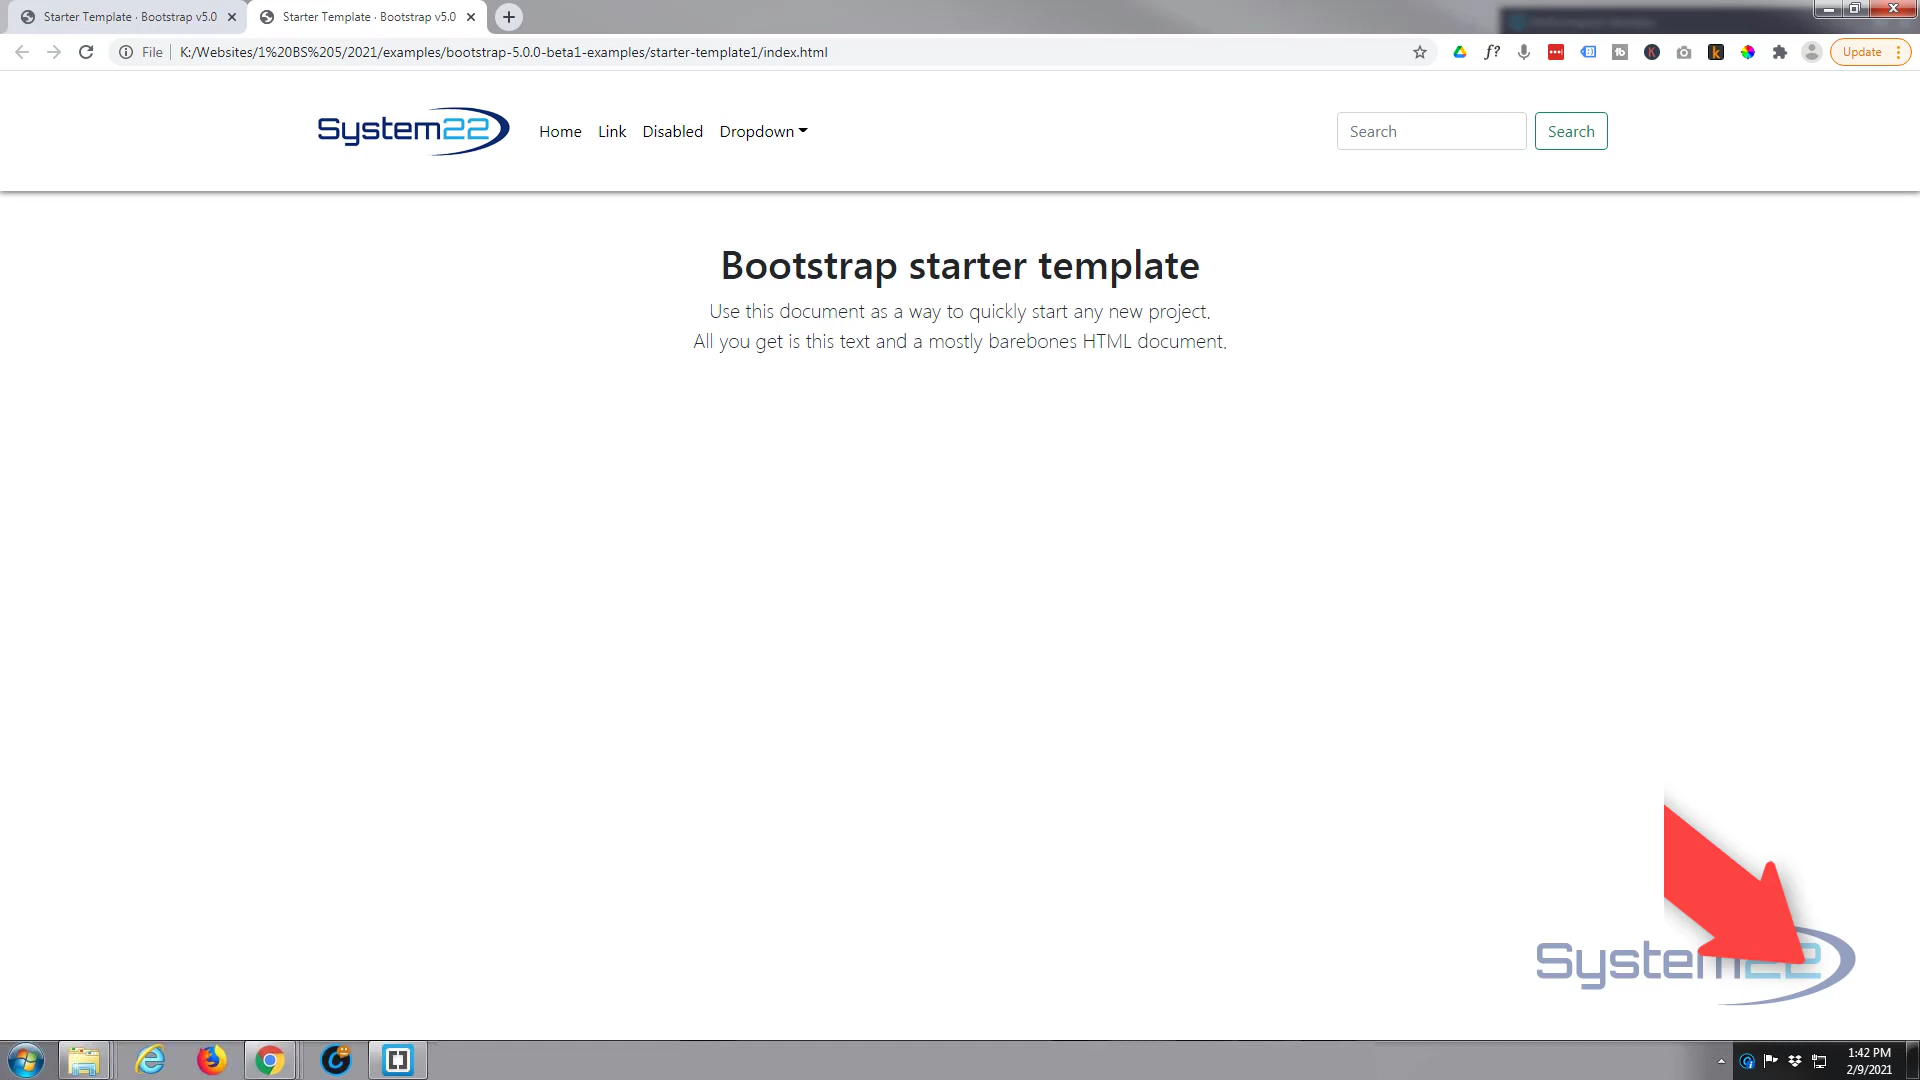 Starter Template · Bootstrap v5.0
Starter Template · Bootstrap v5.0
File
K:/Websites/1%20BS%205/2021/examples/bootstrap-5.0.0-beta1-examples/starter-template1/index.html
f?
Update
System22
Home
Link
Disabled
Dropdown
Search
Search
Bootstrap starter template
Use this document as a way to quickly start any new project.
All you get is this text and a mostly barebones HTML document.
System22
1:42 PM
2/9/2021